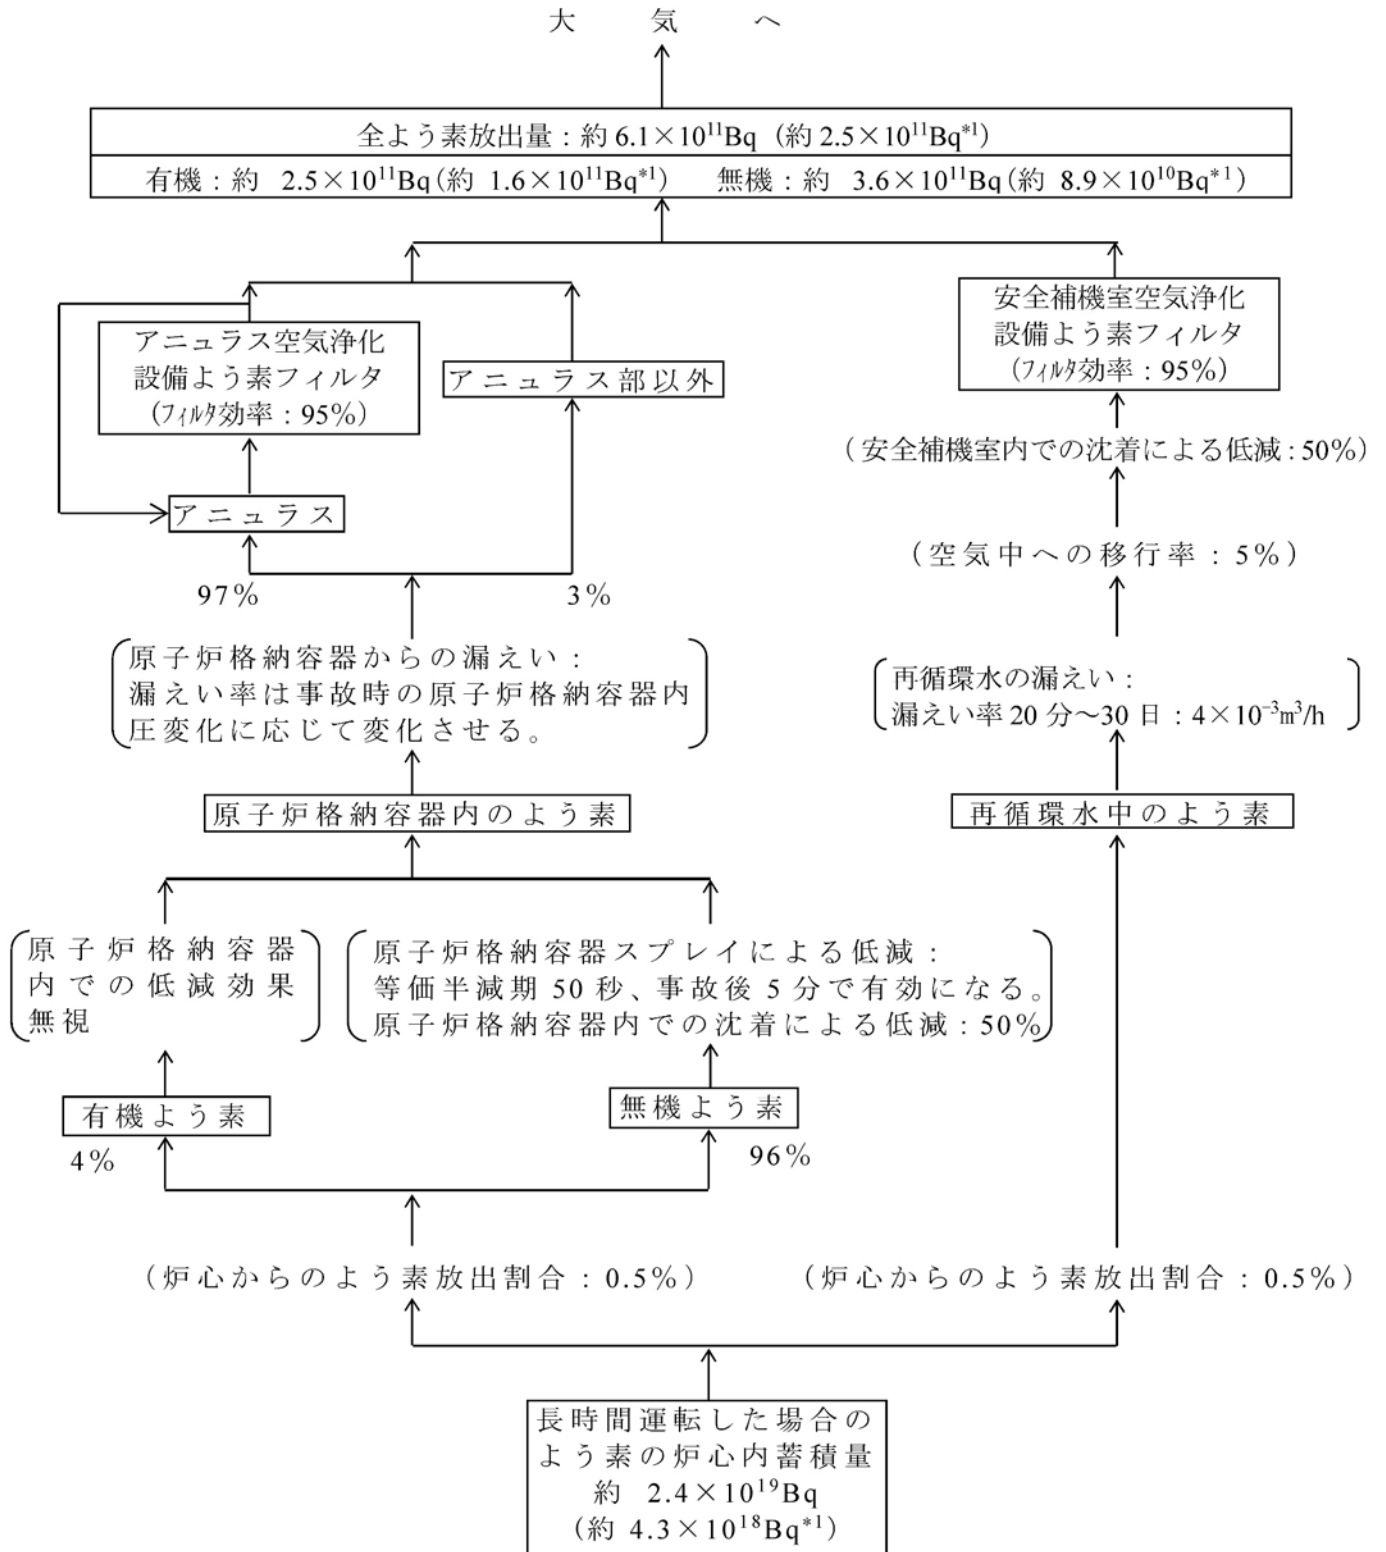 大気へ
全よう素放出量：約6.1×10¹¹Bq（約2.5×10¹¹Bq*¹）
有機：約 2.5×10¹¹Bq(約 1.6×10¹¹Bq*¹) 無機：約 3.6×10¹¹Bq(約 8.9×10¹⁰Bq*¹)
アニュラス空気浄化
設備よう素フィルタ
(フィルタ効率：95%)
アニュラス部以外
安全補機室空気浄化
設備よう素フィルタ
(フィルタ効率：95%)
(安全補機室内での沈着による低減：50%)
アニュラス
(空気中への移行率：5%)
97%
3%
原子炉格納容器からの漏えい：
漏えい率は事故時の原子炉格納容器内
圧変化に応じて変化させる。
再循環水の漏えい：
漏えい率20分～30日：4×10⁻³m³/h
原子炉格納容器内のよう素
再循環水中のよう素
原子炉格納容器
内での低減効果
無視
原子炉格納容器スプレイによる低減：
等価半減期50秒、事故後5分で有効になる。
原子炉格納容器内での沈着による低減：50%
有機よう素
無機よう素
4%
96%
(炉心からのよう素放出割合：0.5%)
(炉心からのよう素放出割合：0.5%)
長時間運転した場合の
よう素の炉心内蓄積量
約 2.4×10¹⁹Bq
(約 4.3×10¹⁸Bq*¹)